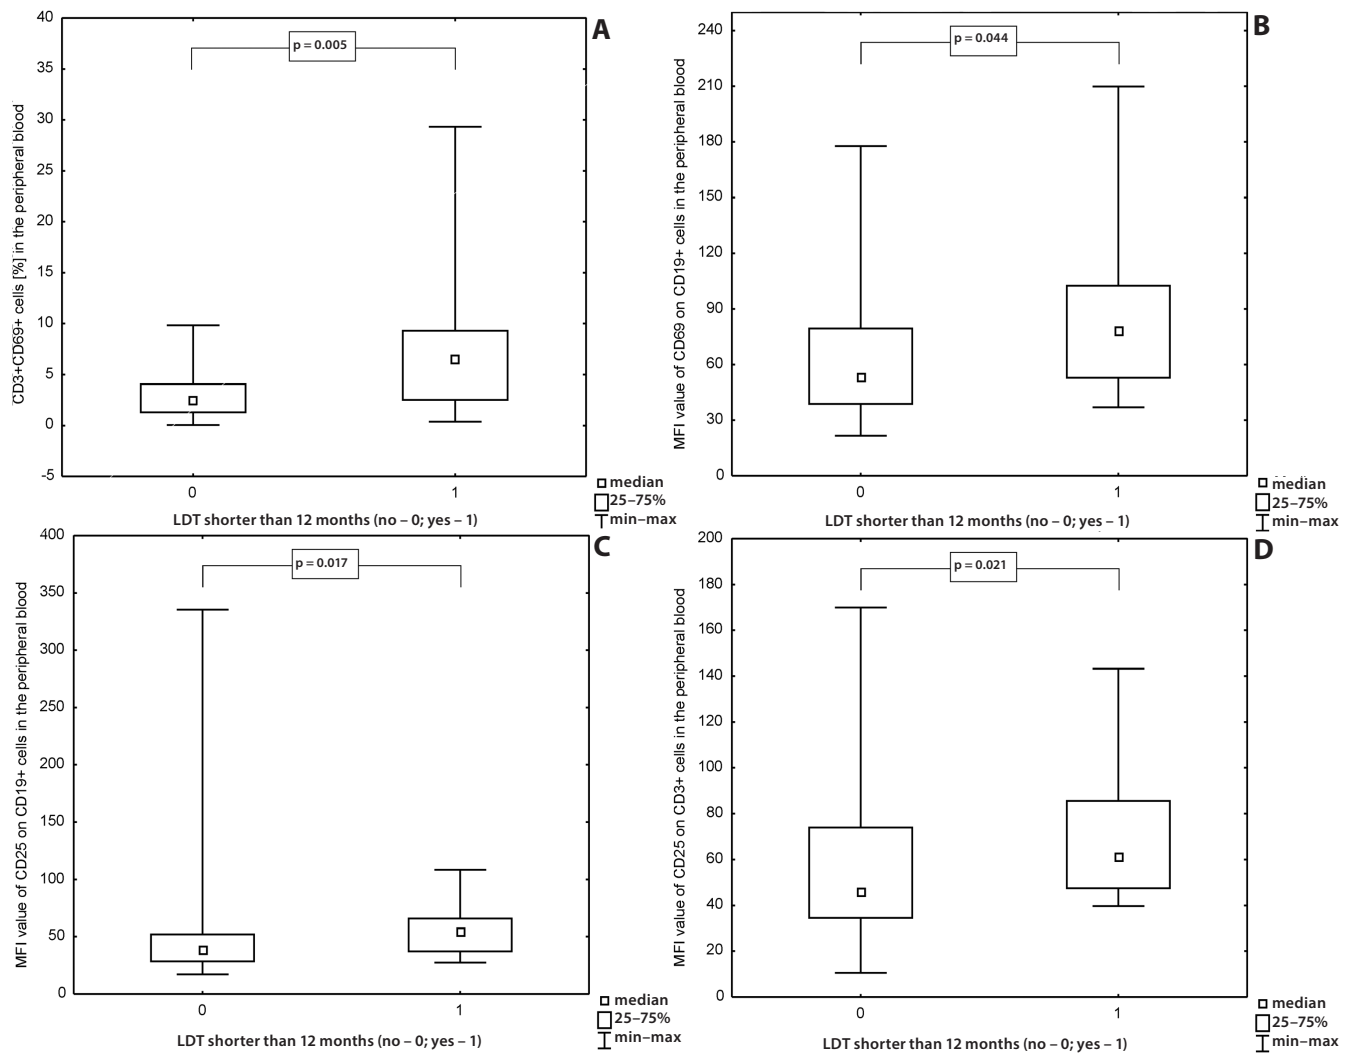 A
p = 0.005
CD3+CD69+ cells [%] in the peripheral blood
40
35
30
25
20
15
10
5
0
-5
0 1
LDT shorter than 12 months (no – 0; yes – 1)
median
25–75%
min–max
B
p = 0.044
MFI value of CD69 on CD19+ cells in the peripheral blood
240
210
180
150
120
90
60
30
0
0 1
LDT shorter than 12 months (no – 0; yes – 1)
median
25–75%
min–max
C
p = 0.017
MFI value of CD25 on CD19+ cells in the peripheral blood
400
350
300
250
200
150
100
50
0
0 1
LDT shorter than 12 months (no – 0; yes – 1)
median
25–75%
min–max
D
p = 0.021
MFI value of CD25 on CD3+ cells in the peripheral blood
200
180
160
140
120
100
80
60
40
20
0
0 1
LDT shorter than 12 months (no – 0; yes – 1)
median
25–75%
min–max